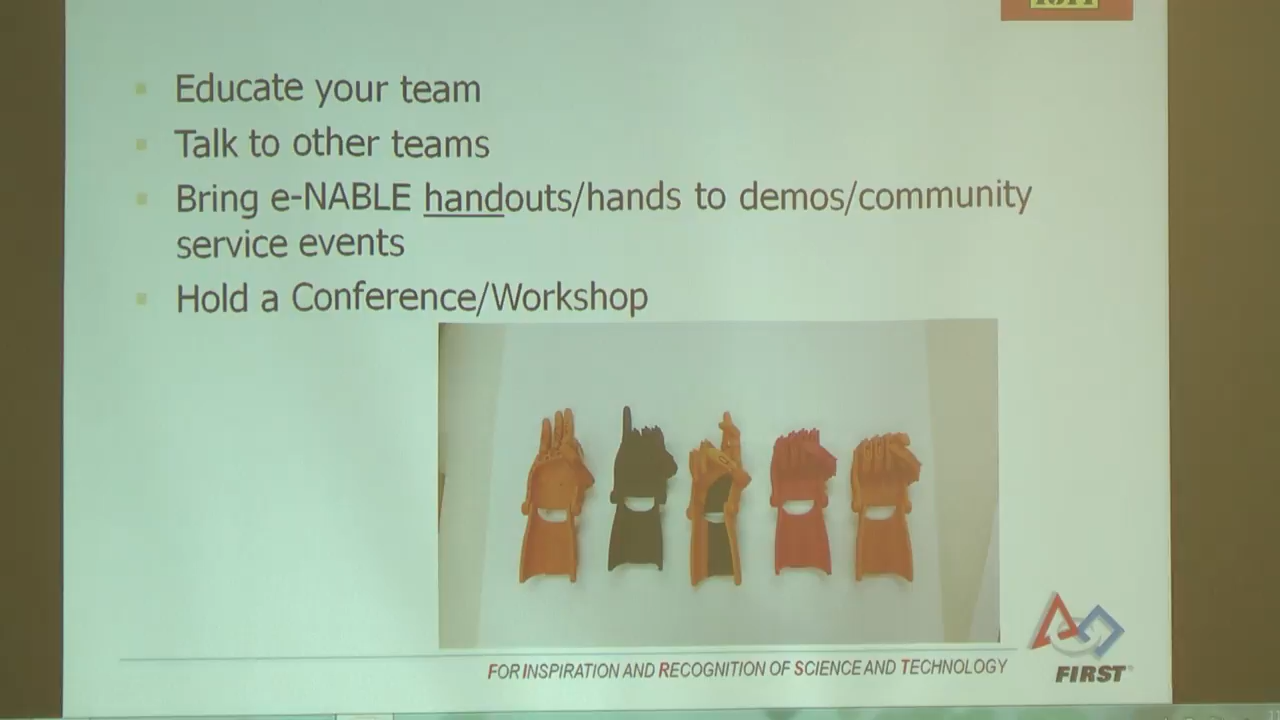 Educate your team
Talk to other teams
Bring e-NABLE handouts/hands to demos/community
service events
Hold a Conference/Workshop
FOR INSPIRATION AND RECOGNITION OF SCIENCE AND TECHNOLOGY
FIRST